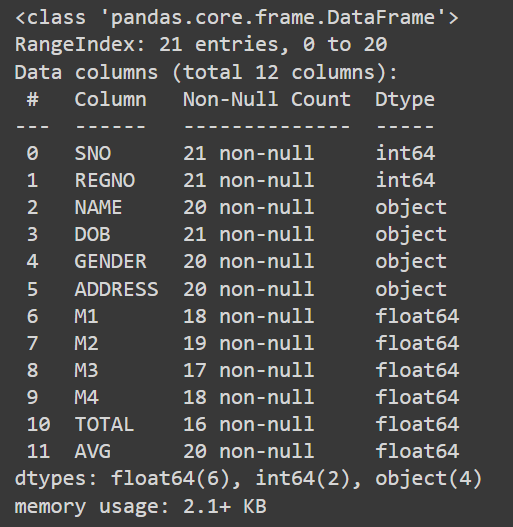 <class 'pandas.core.frame.DataFrame'>
RangeIndex: 21 entries, 0 to 20
Data columns (total 12 columns):
 #   Column   Non-Null Count  Dtype
---  ------   --------------  -----
 0   SNO      21 non-null     int64
 1   REGNO    21 non-null     int64
 2   NAME     20 non-null     object
 3   DOB      21 non-null     object
 4   GENDER   20 non-null     object
 5   ADDRESS  20 non-null     object
 6   M1       18 non-null     float64
 7   M2       19 non-null     float64
 8   M3       17 non-null     float64
 9   M4       18 non-null     float64
 10  TOTAL    16 non-null     float64
 11  AVG      20 non-null     float64
dtypes: float64(6), int64(2), object(4)
memory usage: 2.1+ KB